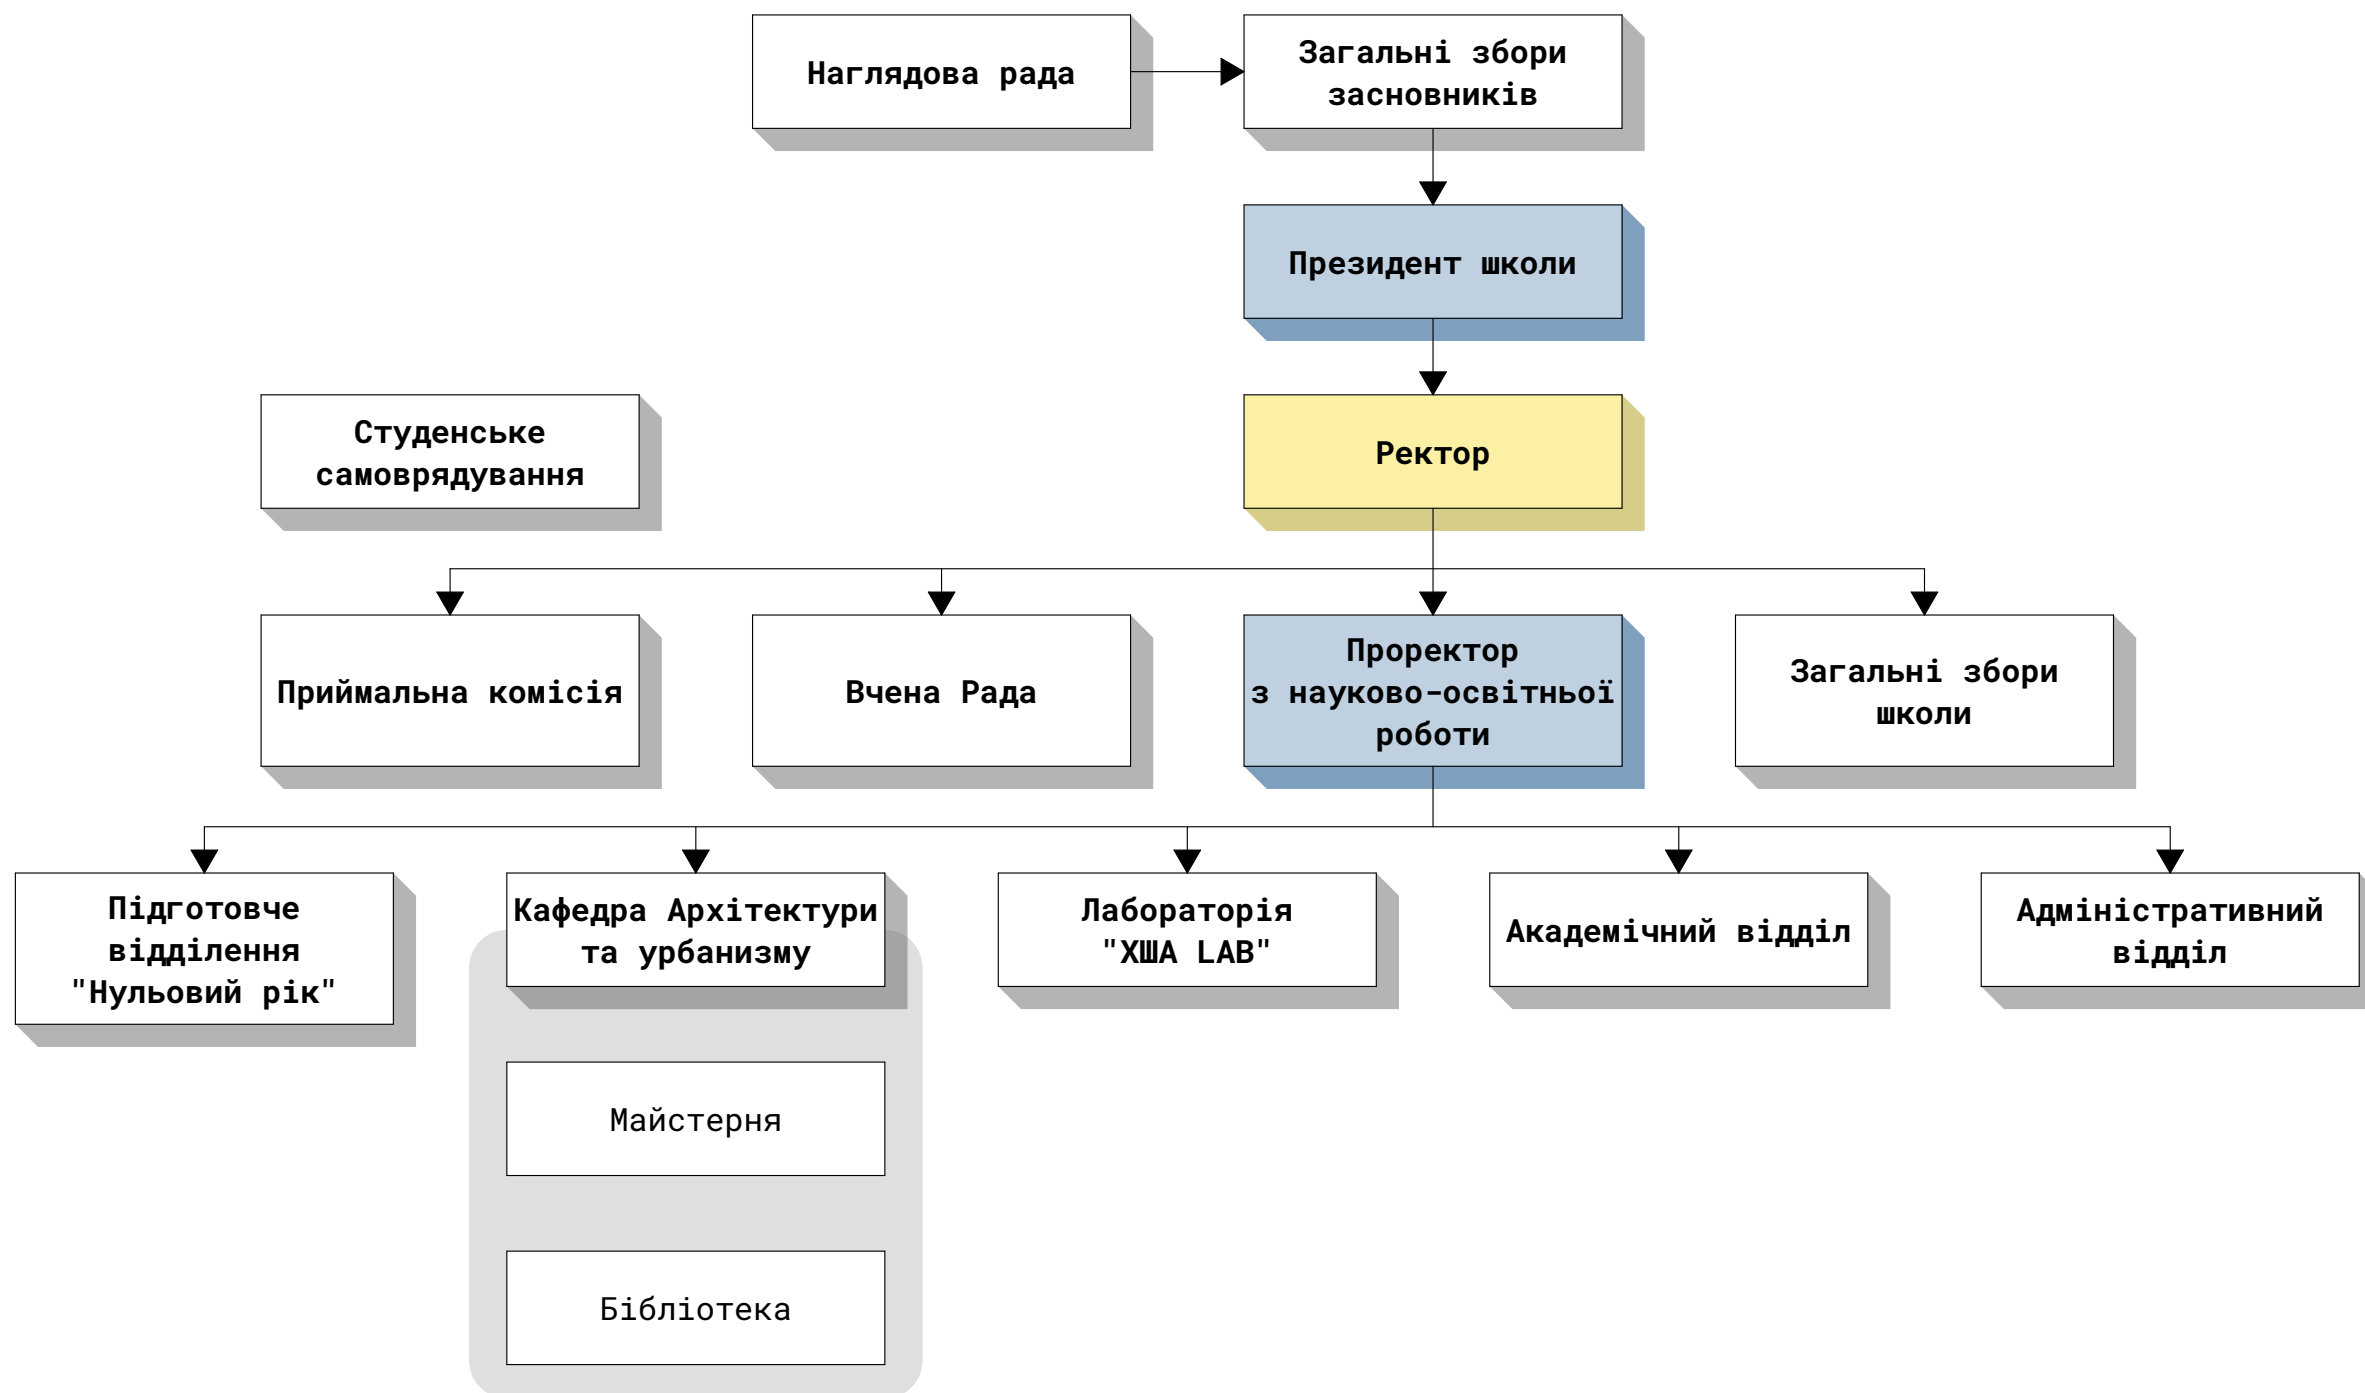 Наглядова рада
Загальні збори
засновників
Президент школи
Студенське
самоврядування
Ректор
Приймальна комісія
Вчена Рада
Проректор
з науково-освітньої
роботи
Загальні збори
школи
Підготовче
відділення
"Нульовий рік"
Кафедра Архітектури
та урбанизму
Лабораторія
"ХША LAB"
Академічний відділ
Адміністративний
відділ
Майстерня
Бібліотека